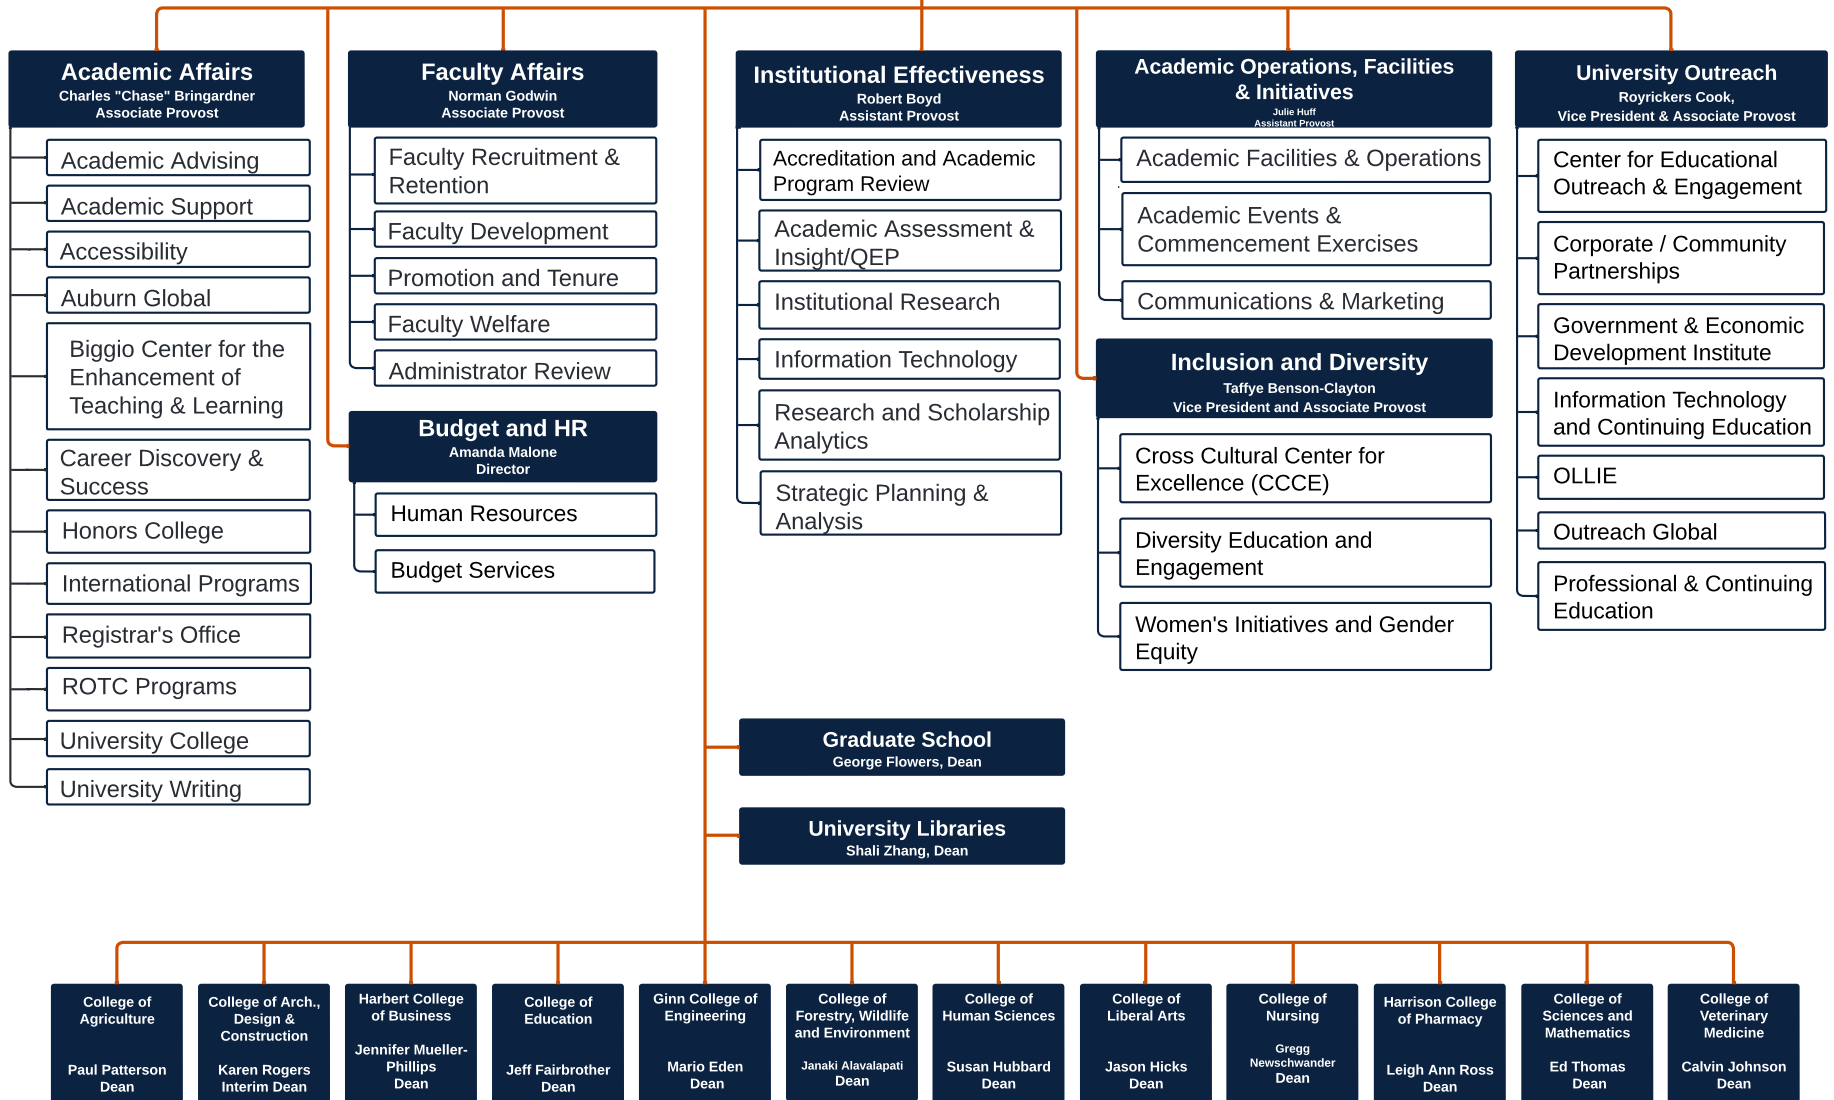 Academic Affairs
Charles "Chase" Bringardner
Associate Provost
Academic Advising
Academic Support
Accessibility
Auburn Global
Biggio Center for the
Enhancement of
Teaching & Learning
Career Discovery &
Success
Honors College
International Programs
Registrar's Office
ROTC Programs
University College
University Writing
Faculty Affairs
Norman Godwin
Associate Provost
Faculty Recruitment &
Retention
Faculty Development
Promotion and Tenure
Faculty Welfare
Administrator Review
Budget and HR
Amanda Malone
Director
Human Resources
Budget Services
Institutional Effectiveness
Robert Boyd
Assistant Provost
Accreditation and Academic
Program Review
Academic Assessment &
Insight/QEP
Institutional Research
Information Technology
Research and Scholarship
Analytics
Strategic Planning &
Analysis
Academic Operations, Facilities
& Initiatives
Julie Huff
Assistant Provost
Academic Facilities & Operations
Academic Events &
Commencement Exercises
Communications & Marketing
Inclusion and Diversity
Taffye Benson-Clayton
Vice President and Associate Provost
Cross Cultural Center for
Excellence (CCCE)
Diversity Education and
Engagement
Women's Initiatives and Gender
Equity
University Outreach
Royrickers Cook,
Vice President & Associate Provost
Center for Educational
Outreach & Engagement
Corporate / Community
Partnerships
Government & Economic
Development Institute
Information Technology
and Continuing Education
OLLIE
Outreach Global
Professional & Continuing
Education
Graduate School
George Flowers, Dean
University Libraries
Shali Zhang, Dean
College of
Agriculture
Paul Patterson
Dean
College of Arch.,
Design &
Construction
Karen Rogers
Interim Dean
Harbert College
of Business
Jennifer Mueller-
Phillips
Dean
College of
Education
Jeff Fairbrother
Dean
Ginn College of
Engineering
Mario Eden
Dean
College of
Forestry, Wildlife
and Environment
Janaki Alavalapati
Dean
College of
Human Sciences
Susan Hubbard
Dean
College of
Liberal Arts
Jason Hicks
Dean
College of
Nursing
Gregg
Newschwander
Dean
Harrison College
of Pharmacy
Leigh Ann Ross
Dean
College of
Sciences and
Mathematics
Ed Thomas
Dean
College of
Veterinary
Medicine
Calvin Johnson
Dean